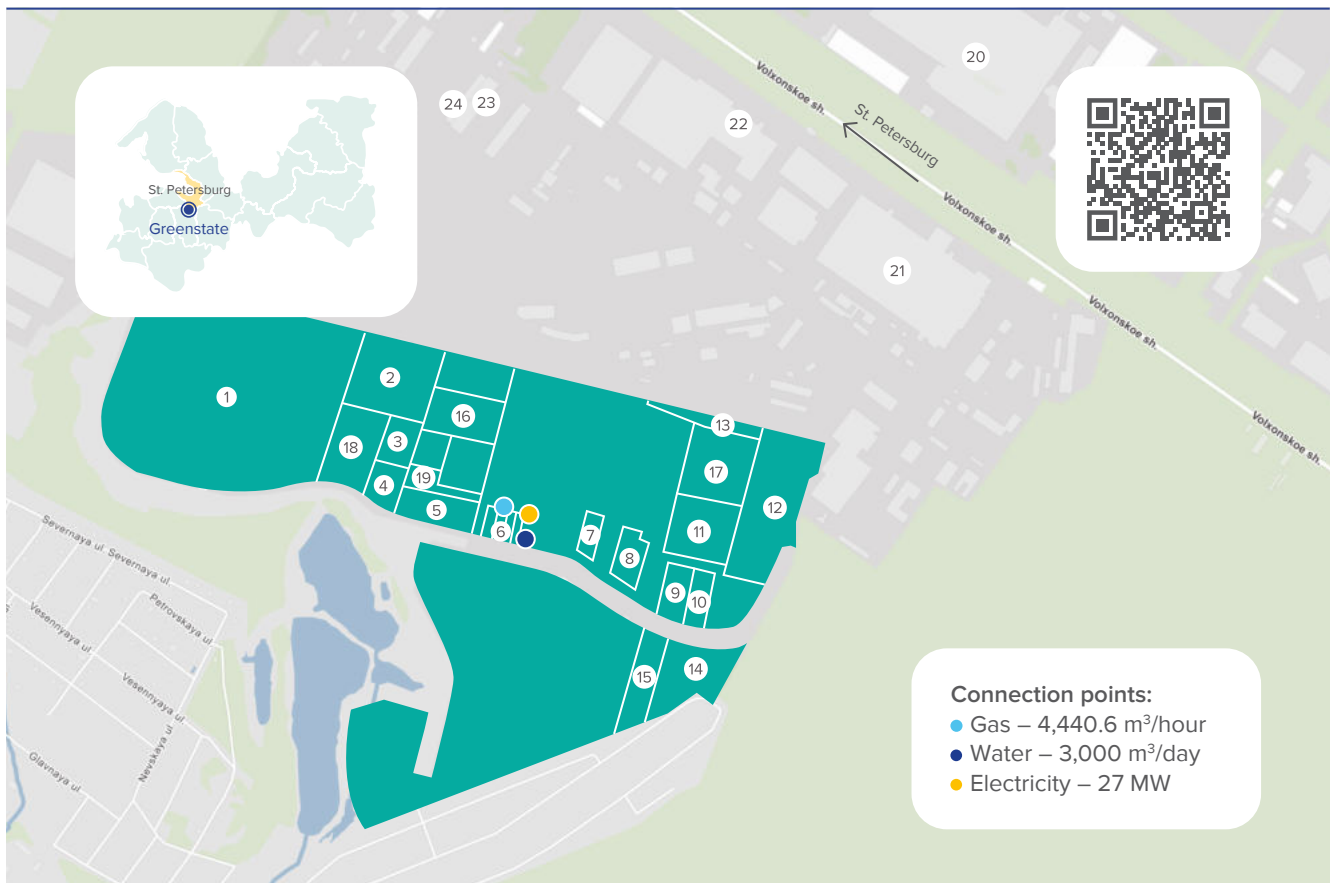 20
Volxonskoe sh.
24
23
22
St. Petersburg
St. Petersburg
Greenstate
Volxonskoe sh.
21
Volxonskoe sh.
Volxonskoe sh.
1
2
16
13
18
3
17
4
19
5
12
6
7
11
8
9
10
Severnaya ul.
Severnaya ul.
Petrovskaya ul.
Vesennyaya ul.
Vesennyaya ul.
Nevskaya ul
Glavnaya ul.
15
14
Connection points:
Gas – 4,440.6 m³/hour
Water – 3,000 m³/day
Electricity – 27 MW